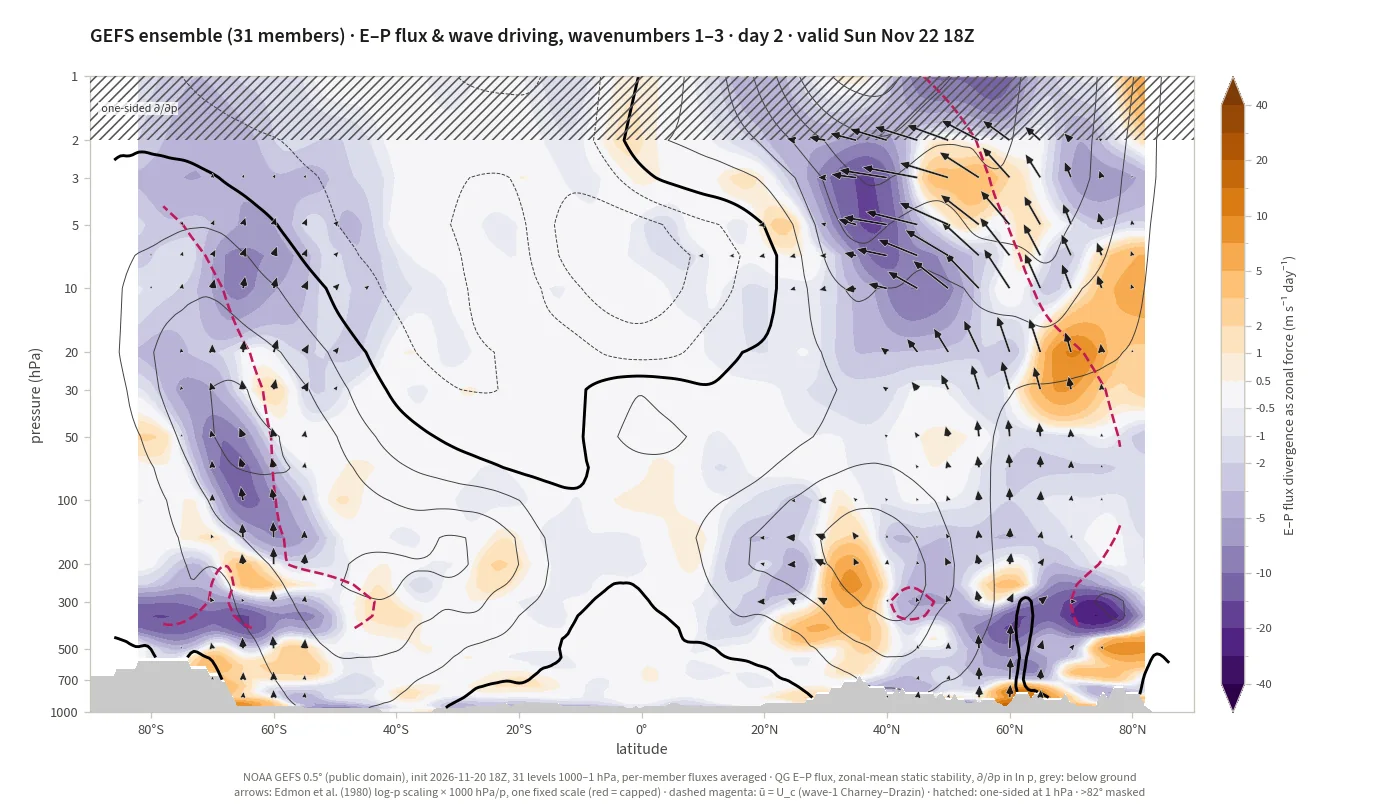 GEFS ensemble (31 members) · E–P flux & wave driving, wavenumbers 1–3 · day 2 · valid Sun Nov 22 18Z
one-sided ∂/∂p
pressure (hPa)
1
2
3
5
10
20
30
50
100
200
300
500
700
1000
80°S
60°S
40°S
20°S
0°
20°N
40°N
60°N
80°N
latitude
40
20
10
5
2
1
0.5
-0.5
-1
-2
-5
-10
-20
-40
E–P flux divergence as zonal force (m s⁻¹ day⁻¹)
NOAA GEFS 0.5° (public domain), init 2026-11-20 18Z, 31 levels 1000–1 hPa, per-member fluxes averaged · QG E–P flux, zonal-mean static stability, ∂/∂p in ln p, grey: below ground
arrows: Edmon et al. (1980) log-p scaling × 1000 hPa/p, one fixed scale (red = capped) · dashed magenta: ū = U_c (wave-1 Charney–Drazin) · hatched: one-sided at 1 hPa · >82° masked